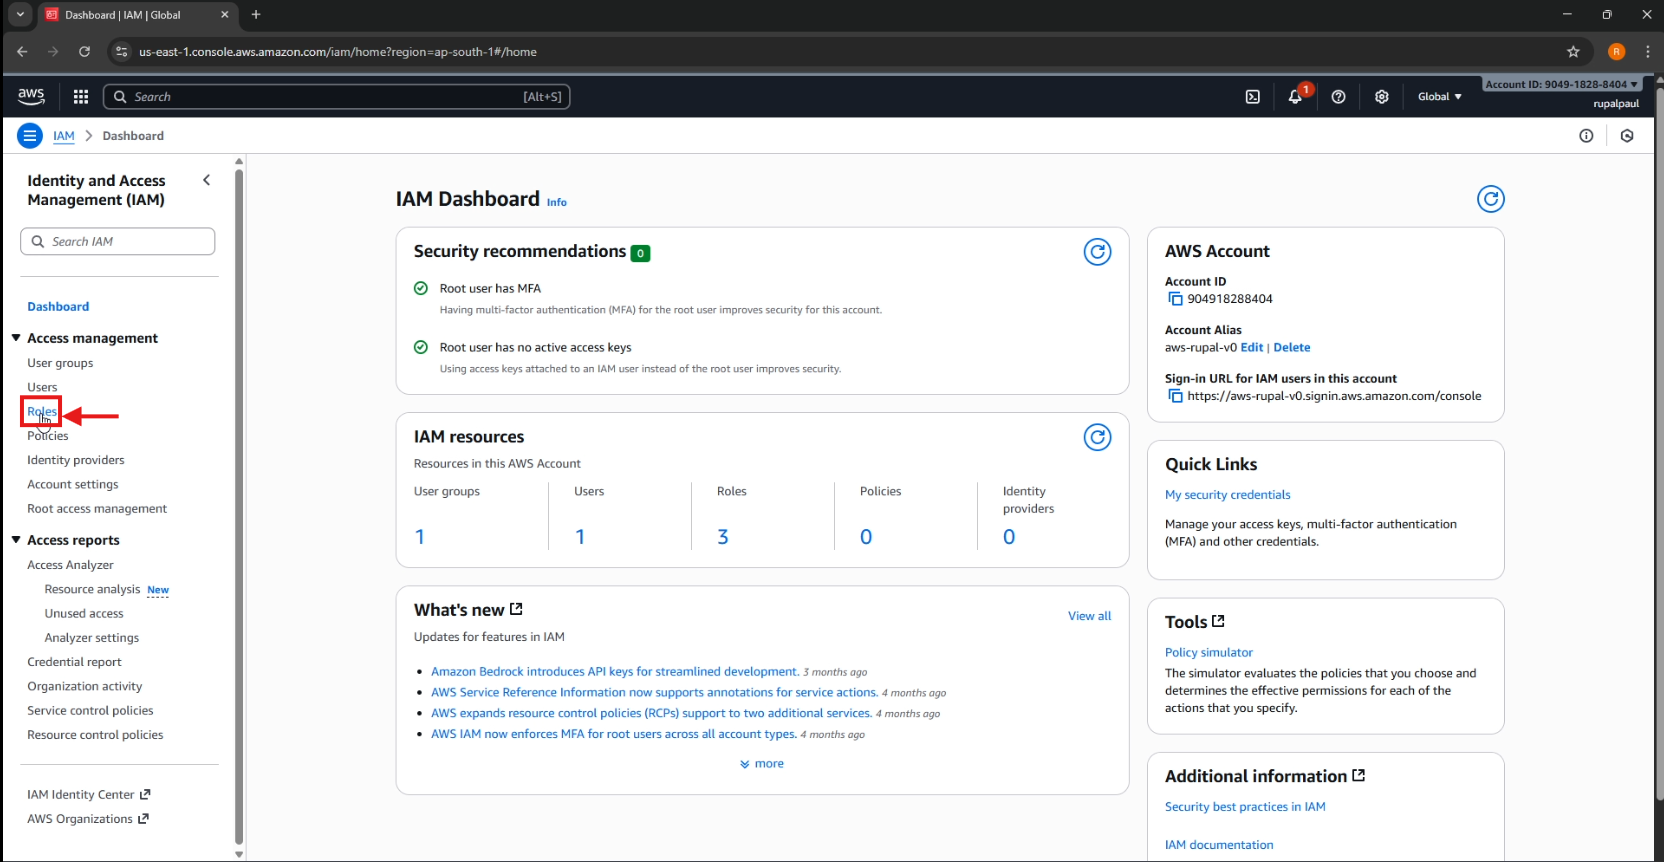 Dashboard | IAM | Global
us-east-1.console.aws.amazon.com/iam/home?region=ap-south-1#/home
R
aws
Search
[Alt+S]
1
Global
Account ID: 9049-1828-8404
rupalpaul
IAM
Dashboard
Identity and Access
Management (IAM)
Search IAM
Dashboard
Access management
User groups
Users
Roles
Policies
Identity providers
Account settings
Root access management
Access reports
Access Analyzer
Resource analysis New
Unused access
Analyzer settings
Credential report
Organization activity
Service control policies
Resource control policies
IAM Identity Center
AWS Organizations
IAM Dashboard Info
Security recommendations 0
Root user has MFA
Having multi-factor authentication (MFA) for the root user improves security for this account.
Root user has no active access keys
Using access keys attached to an IAM user instead of the root user improves security.
IAM resources
Resources in this AWS Account
User groups
1
Users
1
Roles
3
Policies
0
Identity
providers
0
What's new
View all
Updates for features in IAM
Amazon Bedrock introduces API keys for streamlined development. 3 months ago
AWS Service Reference Information now supports annotations for service actions. 4 months ago
AWS expands resource control policies (RCPs) support to two additional services. 4 months ago
AWS IAM now enforces MFA for root users across all account types. 4 months ago
more
AWS Account
Account ID
904918288404
Account Alias
aws-rupal-v0 Edit | Delete
Sign-in URL for IAM users in this account
https://aws-rupal-v0.signin.aws.amazon.com/console
Quick Links
My security credentials
Manage your access keys, multi-factor authentication
(MFA) and other credentials.
Tools
Policy simulator
The simulator evaluates the policies that you choose and
determines the effective permissions for each of the
actions that you specify.
Additional information
Security best practices in IAM
IAM documentation